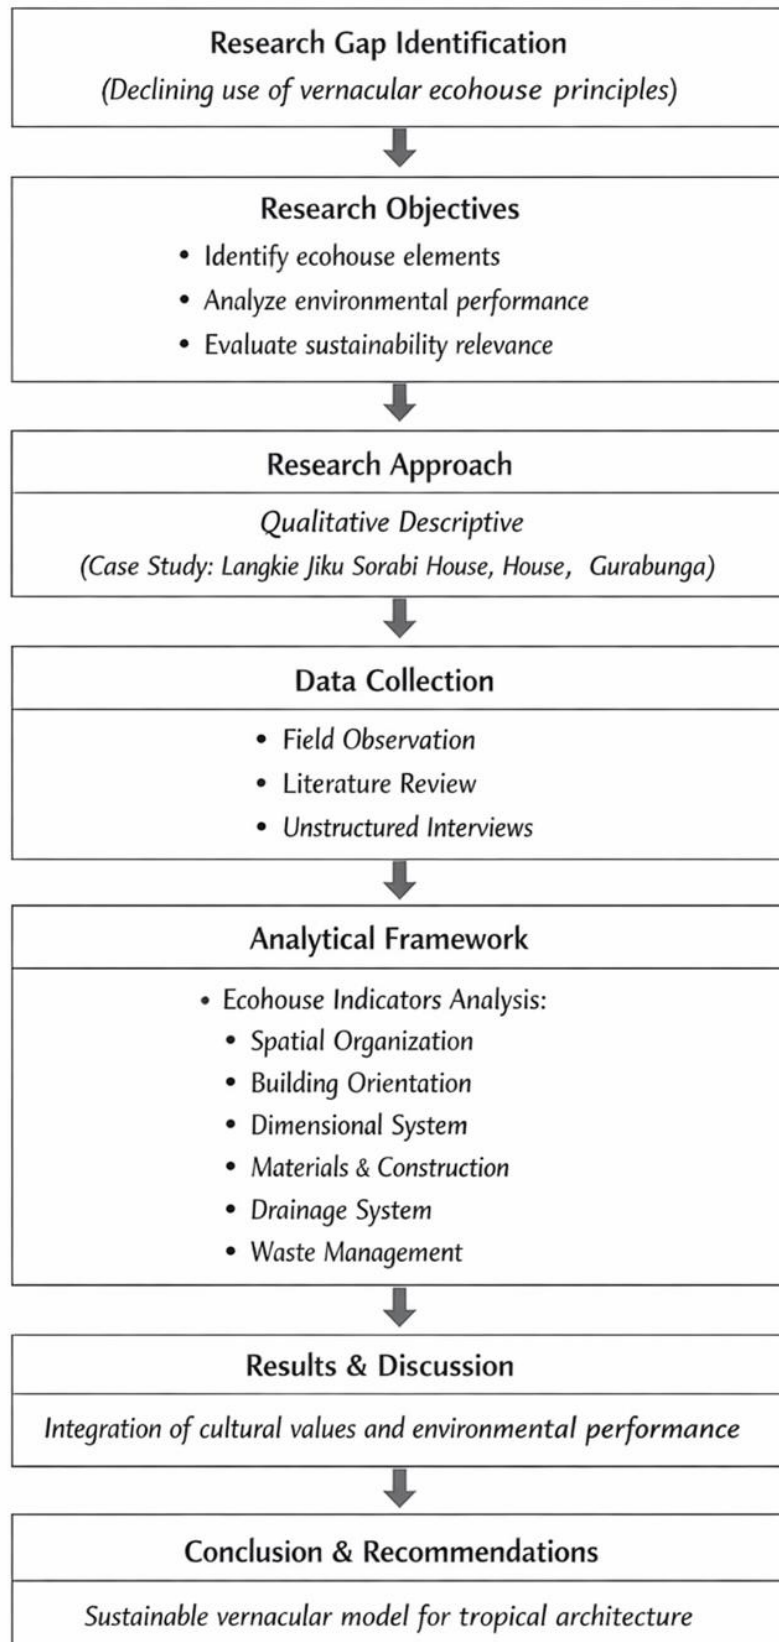 Research Gap Identification
(Declining use of vernacular ecohouse principles)
Research Objectives
• Identify ecohouse elements
• Analyze environmental performance
• Evaluate sustainability relevance
Research Approach
Qualitative Descriptive
(Case Study: Langkie Jiku Sorabi House, House, Gurabunga)
Data Collection
• Field Observation
• Literature Review
• Unstructured Interviews
Analytical Framework
• Ecohouse Indicators Analysis:
• Spatial Organization
• Building Orientation
• Dimensional System
• Materials & Construction
• Drainage System
• Waste Management
Results & Discussion
Integration of cultural values and environmental performance
Conclusion & Recommendations
Sustainable vernacular model for tropical architecture